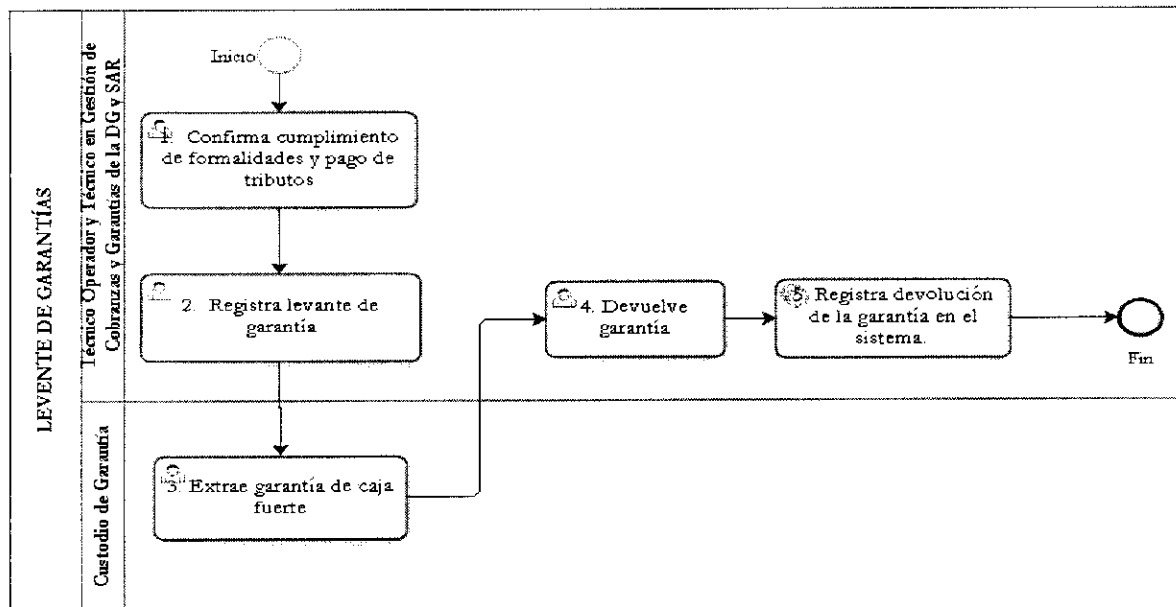 LEVENTE DE GARANTÍAS
Técnico Operador y Técnico en Gestión de
Cobranzas y Garantías de la DG y SAR
Inicio
1. Confirma cumplimiento
de formalidades y pago de
tributos
2. Registra levante de
garantía
4. Devuelve
garantía
5. Registra devolución
de la garantía en el
sistema.
Fin
Custodio de Garantía
3. Extrae garantía de caja
fuerte